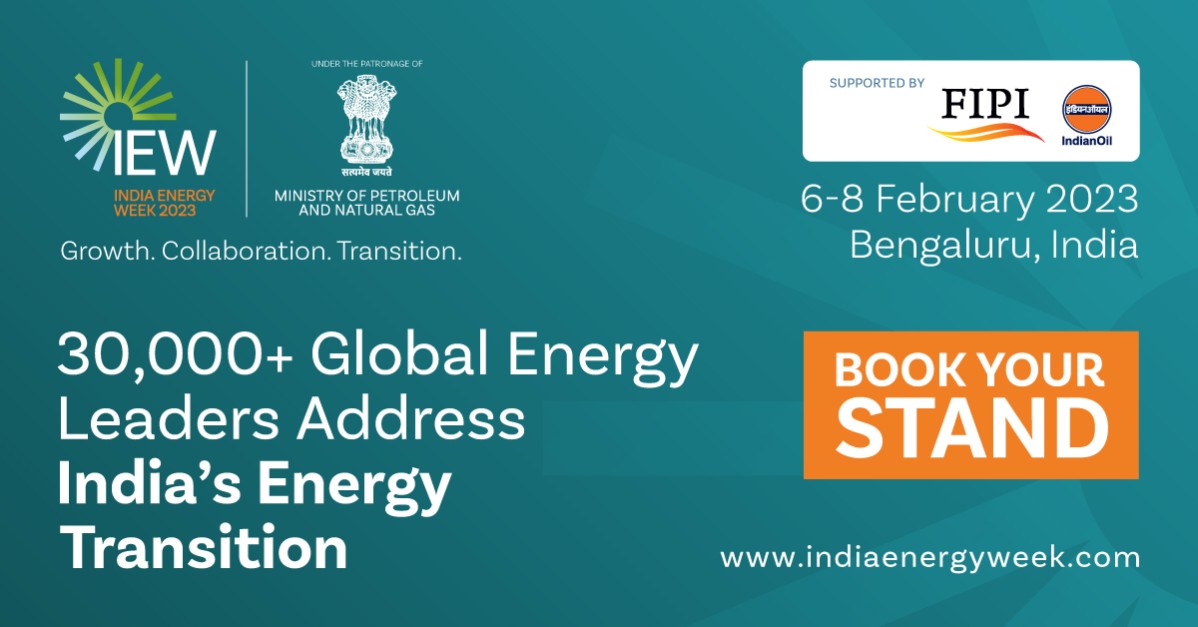 IEW
INDIA ENERGY
WEEK 2023
UNDER THE PATRONAGE OF
सत्यमेव जयते
MINISTRY OF PETROLEUM
AND NATURAL GAS
Growth. Collaboration. Transition.
SUPPORTED BY
FIPI
इंडियनऑयल
IndianOil
6-8 February 2023
Bengaluru, India
30,000+ Global Energy
Leaders Address
India's Energy
Transition
BOOK YOUR
STAND
www.indiaenergyweek.com